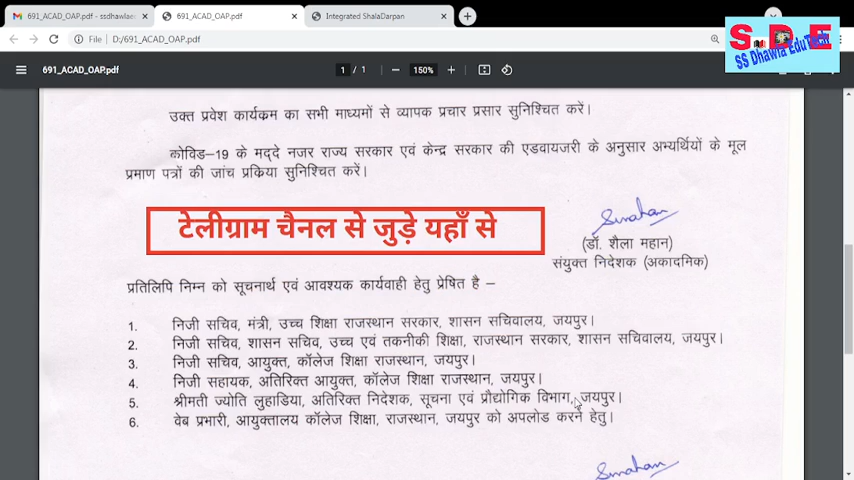 691_ACAD_OAP.pdf - ssdhawlaec
691_ACAD_OAP.pdf
Integrated ShalaDarpan
File | D:/691_ACAD_OAP.pdf
SDE
SS Dhawla EduTech
691_ACAD_OAP.pdf
1 / 1
150%
उक्त प्रवेश कार्यक्रम का सभी माध्यमों से व्यापक प्रचार प्रसार सुनिश्चित करें।
कोविड–19 के मद्दे नजर राज्य सरकार एवं केन्द्र सरकार की एडवायजरी के अनुसार अभ्यर्थियों के मूल
प्रमाण पत्रों की जांच प्रकिया सुनिश्चित करें।
टेलीग्राम चैनल से जुड़े यहाँ से
(डॉ. शैला महान)
संयुक्त निदेशक (अकादनिक)
प्रतिलिपि निम्न को सूचनार्थ एवं आवश्यक कार्यवाही हेतु प्रेषित है –
1. निजी सचिव, मंत्री, उच्च शिक्षा राजस्थान सरकार, शासन सचिवालय, जयपुर।
2. निजी सचिव, शासन सचिव, उच्च एवं तकनीकी शिक्षा, राजस्थान सरकार, शासन सचिवालय, जयपुर।
3. निजी सचिव, आयुक्त, कॉलेज शिक्षा राजस्थान, जयपुर।
4. निजी सहायक, अतिरिक्त आयुक्त, कॉलेज शिक्षा राजस्थान, जयपुर।
5. श्रीमती ज्योति लुहाडिया, अतिरिक्त निदेशक, सूचना एवं प्रौद्योगिक विभाग, जयपुर।
6. वेब प्रभारी, आयुक्तालय कॉलेज शिक्षा, राजस्थान, जयपुर को अपलोड करने हेतु।